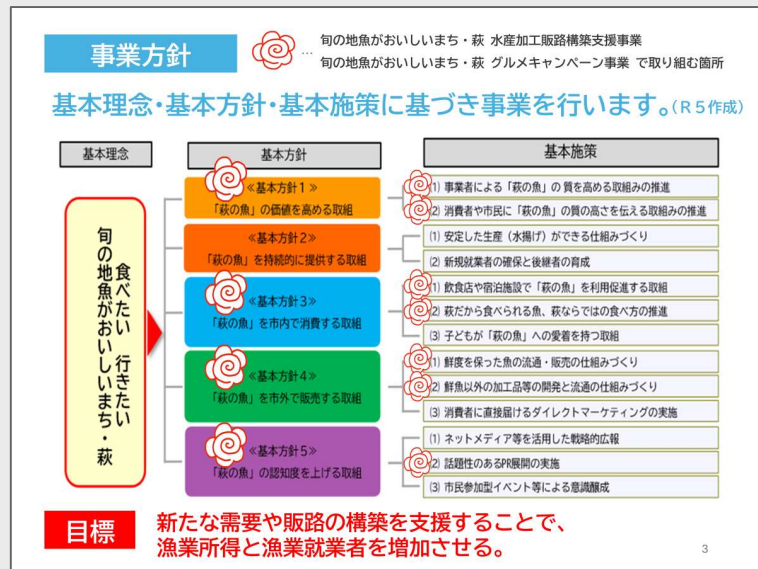 事業方針
… 旬の地魚がおいしいまち・萩 水産加工販路構築支援事業
旬の地魚がおいしいまち・萩 グルメキャンペーン事業 で取り組む箇所
基本理念・基本方針・基本施策に基づき事業を行います。(R5作成)
基本理念
基本方針
基本施策
食べたい 行きたい
旬の地魚がおいしいまち・萩
≪基本方針1≫
「萩の魚」の価値を高める取組
(1) 事業者による「萩の魚」の 質を高める取組みの推進
(2) 消費者や市民に「萩の魚」の質の高さを伝える取組みの推進
≪基本方針2≫
「萩の魚」を持続的に提供する取組
(1) 安定した生産（水揚げ）ができる仕組みづくり
(2) 新規就業者の確保と後継者の育成
≪基本方針3≫
「萩の魚」を市内で消費する取組
(1) 飲食店や宿泊施設で「萩の魚」を利用促進する取組
(2) 萩だから食べられる魚、萩ならではの食べ方の推進
(3) 子どもが「萩の魚」への愛着を持つ取組
≪基本方針4≫
「萩の魚」を市外で販売する取組
(1) 鮮度を保った魚の流通・販売の仕組みづくり
(2) 鮮魚以外の加工品等の開発と流通の仕組みづくり
(3) 消費者に直接届けるダイレクトマーケティングの実施
≪基本方針5≫
「萩の魚」の認知度を上げる取組
(1) ネットメディア等を活用した戦略的広報
(2) 話題性のあるPR展開の実施
(3) 市民参加型イベント等による意識醸成
目標
新たな需要や販路の構築を支援することで、
漁業所得と漁業就業者を増加させる。
3